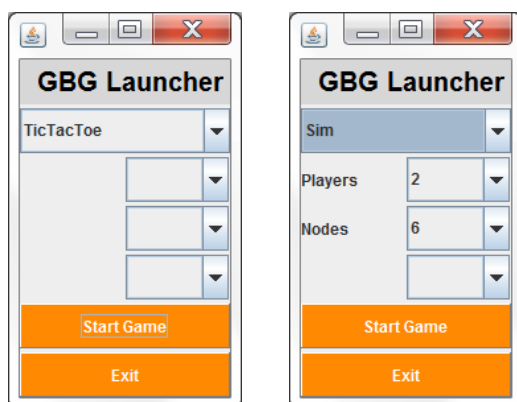 GBG Launcher
TicTacToe
Start Game
Exit
GBG Launcher
Sim
Players 2
Nodes 6
Start Game
Exit